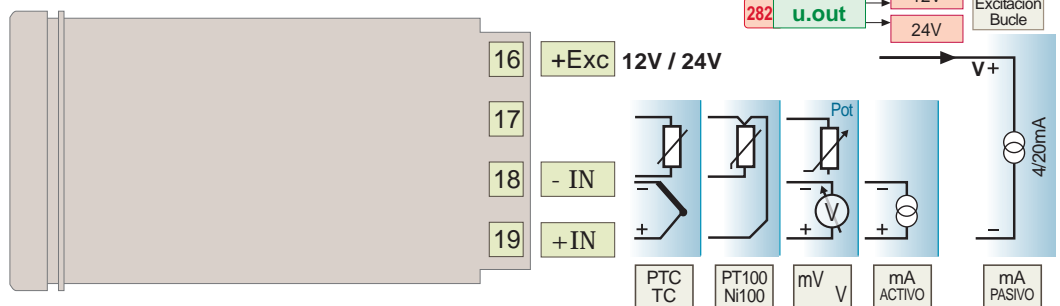 282
u.out
12V
24V
Excitación
Bucle
16
+Exc
12V / 24V
17
18
- IN
19
+IN
Pot
V+
4/20mA
V
-
+
-
+
-
+
-
PTC
TC
PT100
Ni100
mV
V
mA
ACTIVO
mA
PASIVO